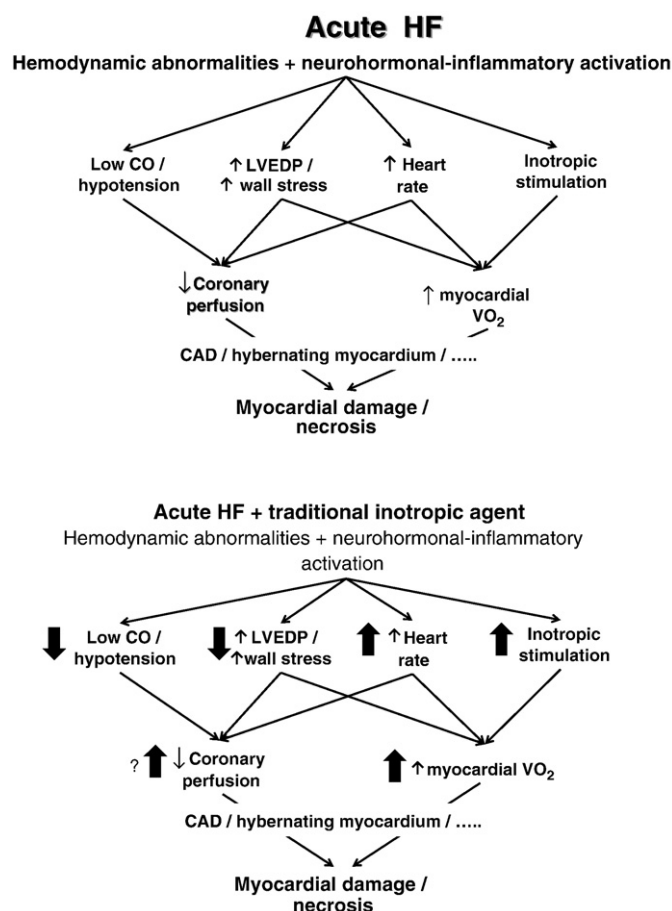 Acute HF
Hemodynamic abnormalities + neurohormonal-inflammatory activation
Low CO /
hypotension
↑ LVEDP /
↑ wall stress
↑ Heart
rate
Inotropic
stimulation
↓ Coronary
perfusion
↑ myocardial
VO₂
CAD / hybernating myocardium / .....
Myocardial damage /
necrosis
Acute HF + traditional inotropic agent
Hemodynamic abnormalities + neurohormonal-inflammatory
activation
Low CO /
hypotension
↑ LVEDP /
↑wall stress
↑ Heart
rate
Inotropic
stimulation
? ↓ Coronary
perfusion
↑ myocardial VO₂
CAD / hybernating myocardium / .....
Myocardial damage /
necrosis